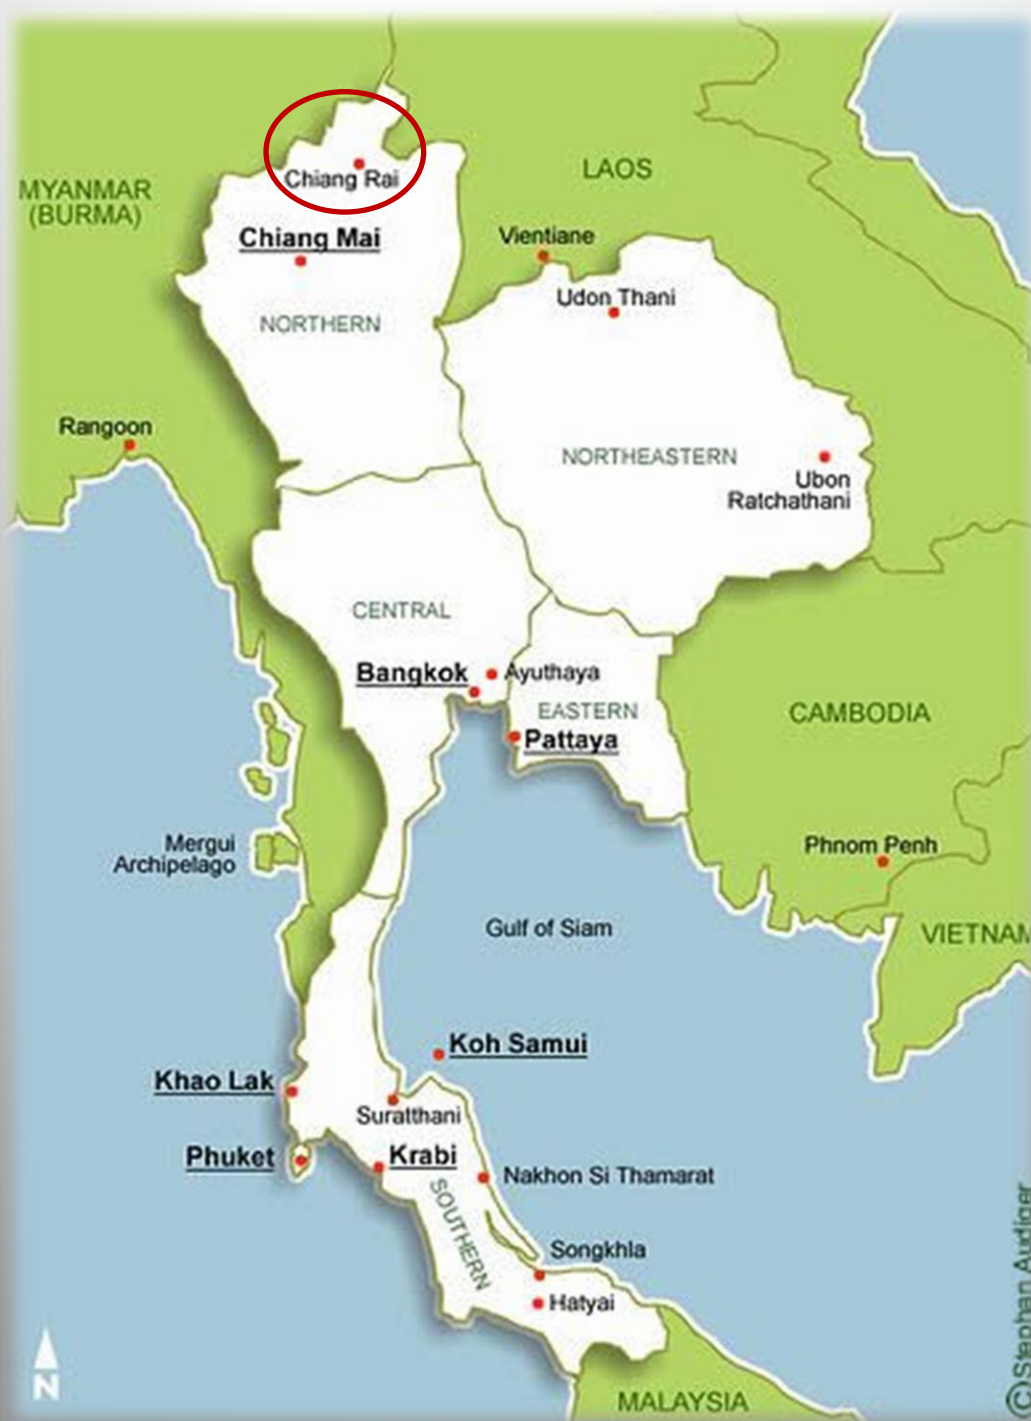 Chiang Rai
LAOS
MYANMAR
(BURMA)
Chiang Mai
Vientiane
Udon Thani
NORTHERN
Rangoon
NORTHEASTERN
Ubon
Ratchathani
CENTRAL
Bangkok
Ayuthaya
EASTERN
CAMBODIA
Pattaya
Mergui
Archipelago
Phnom Penh
Gulf of Siam
VIETNAM
Koh Samui
Khao Lak
Suratthani
Phuket
Krabi
Nakhon Si Thamarat
SOUTHERN
Songkhla
Hatyai
N
MALAYSIA
©Stephan Audiger